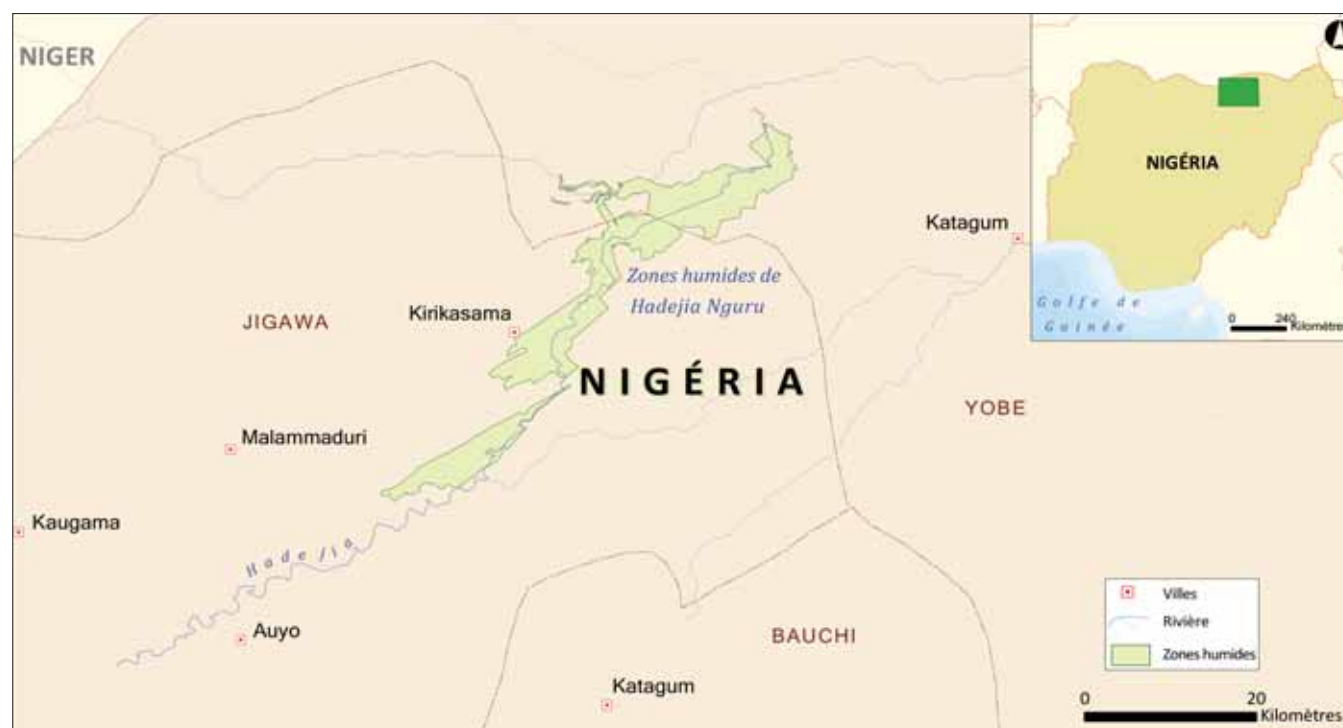 NIGER
NIGÉRIA
Golfe de
Guinée
0 240
Kilomètres
Katagum
Zones humides de
Hadejia Nguru
Kirikasama
JIGAWA
NIGÉRIA
YOBE
Malammaduri
Kaugama
Hadejia
Auyo
BAUCHI
Katagum
Villes
Rivière
Zones humides
0 20
Kilomètres